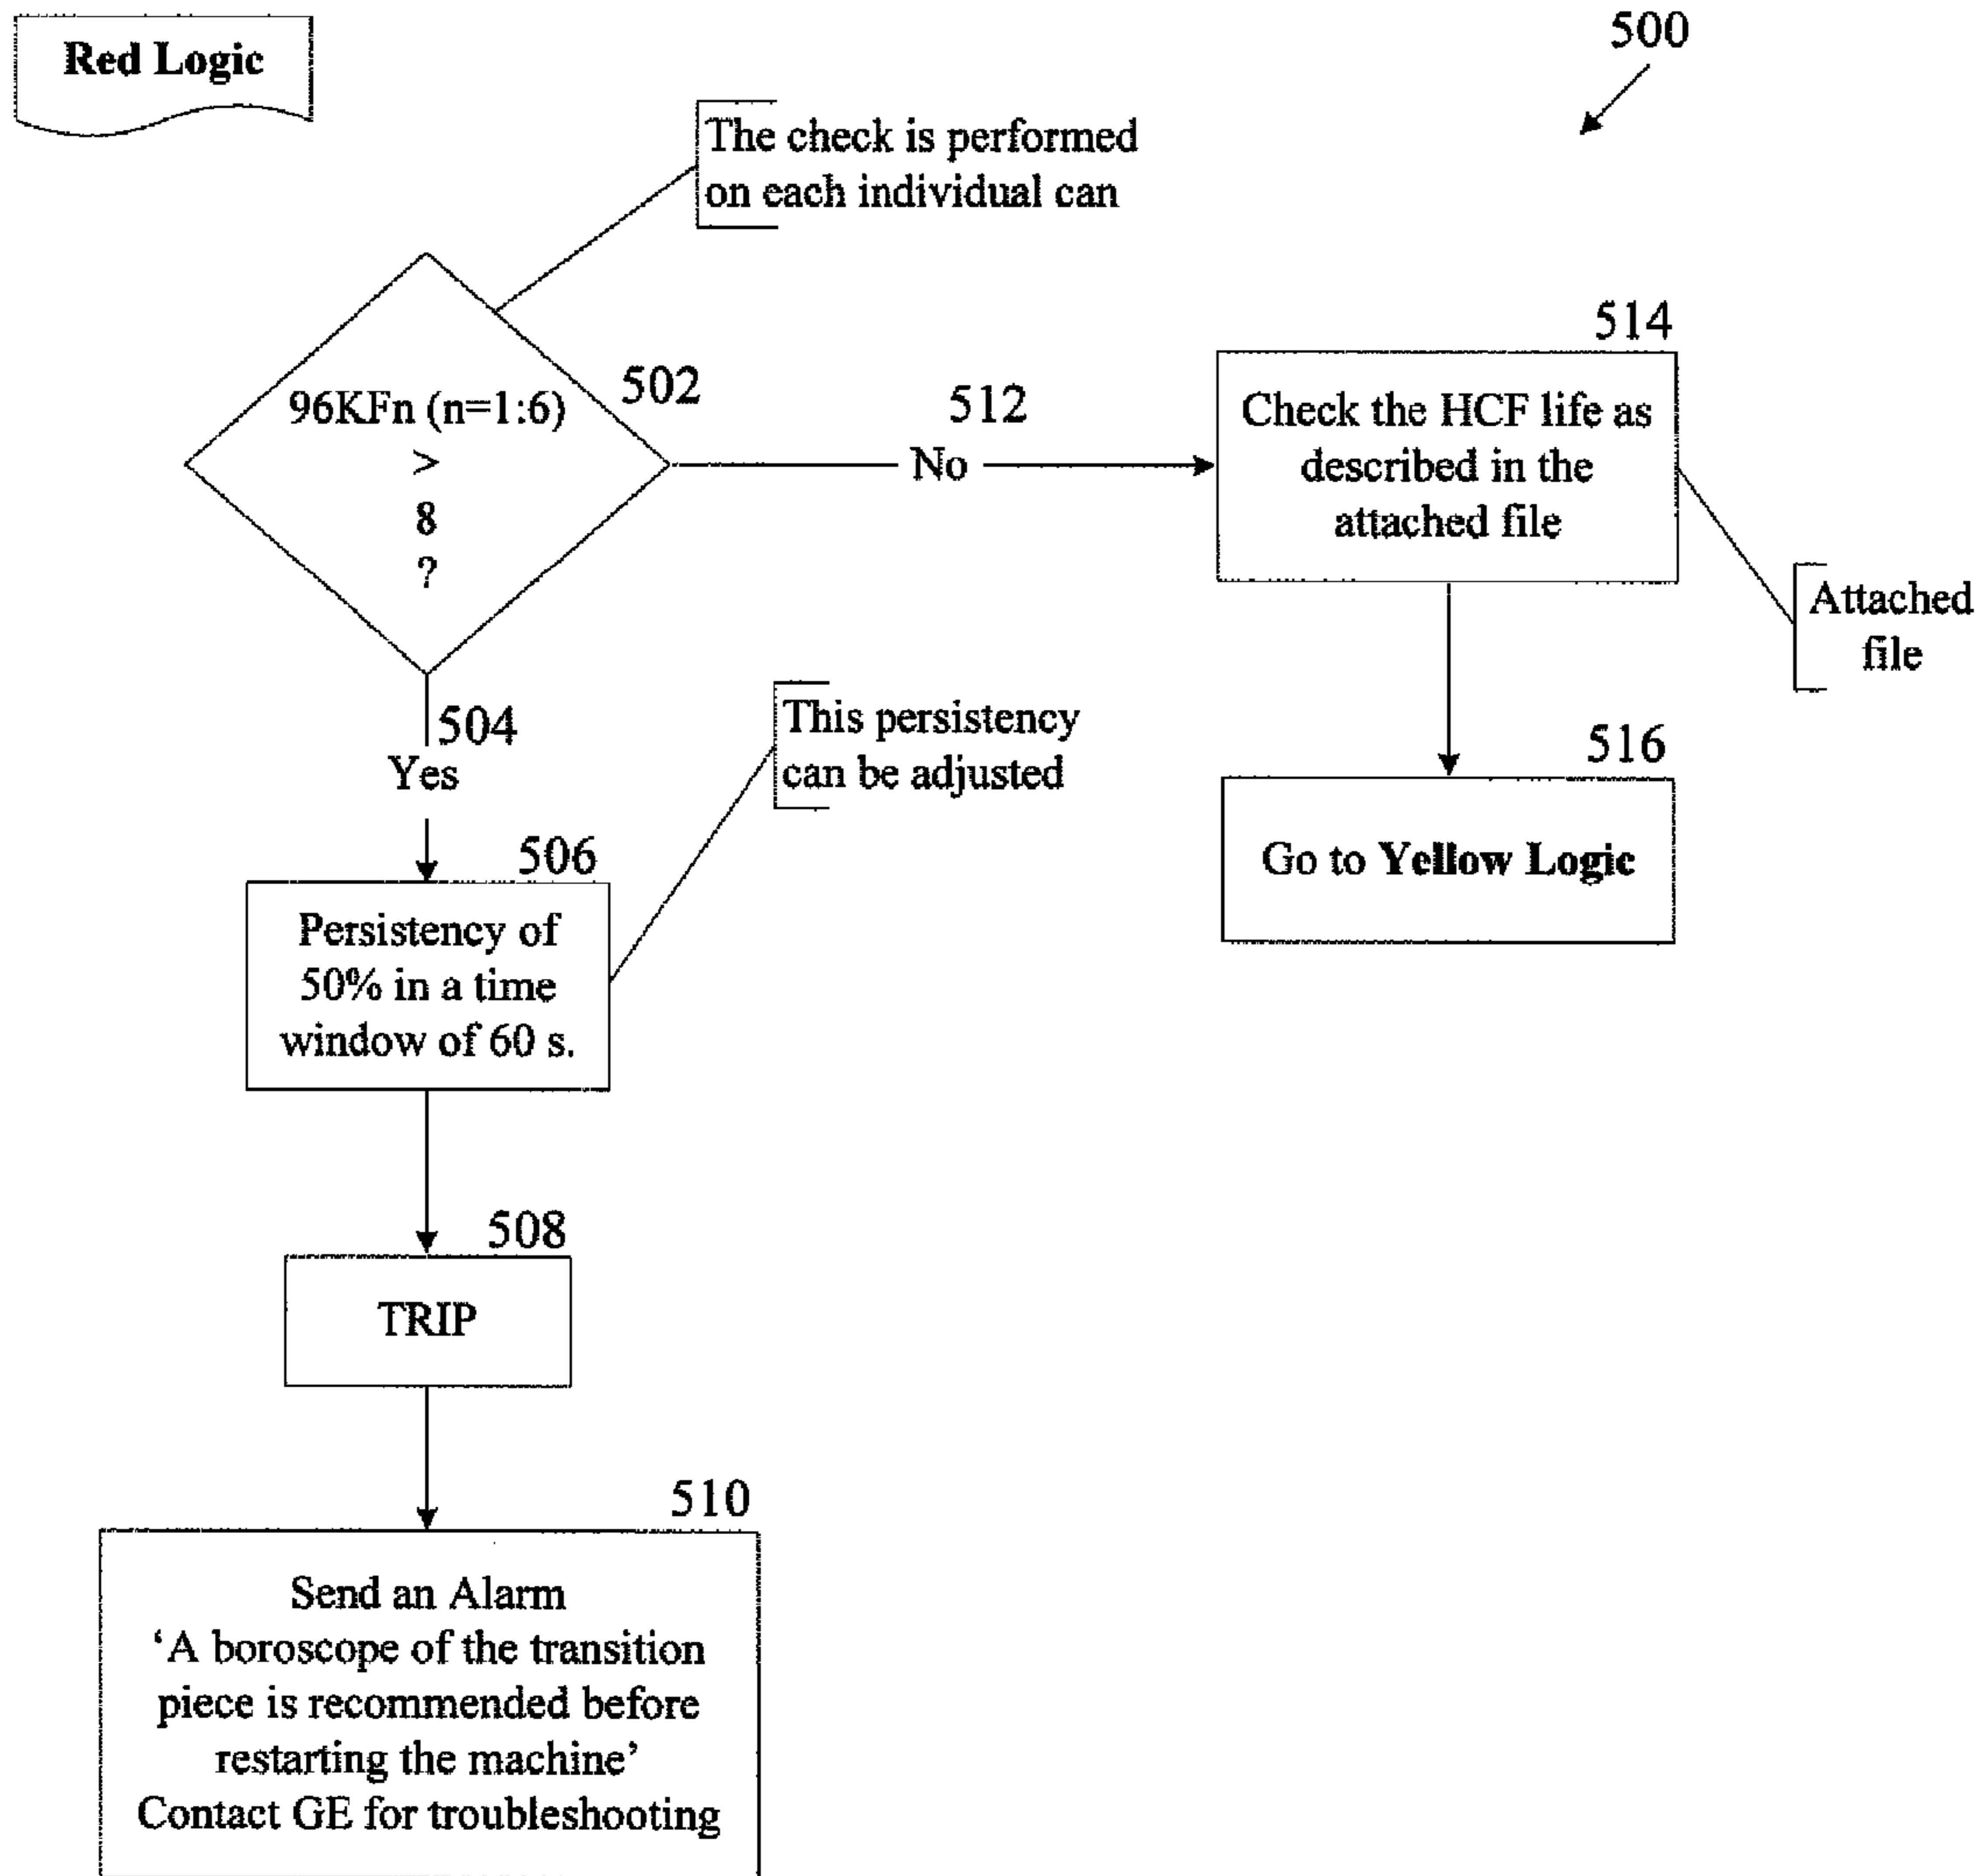 Red Logic
500
The check is performed
on each individual can
96KFn (n=1:6)
>
8
?
502
512
No
514
Check the HCF life as
described in the
attached file
Attached
file
504
Yes
This persistency
can be adjusted
516
Go to Yellow Logic
506
Persistency of
50% in a time
window of 60 s.
508
TRIP
510
Send an Alarm
‘A boroscope of the transition
piece is recommended before
restarting the machine’
Contact GE for troubleshooting